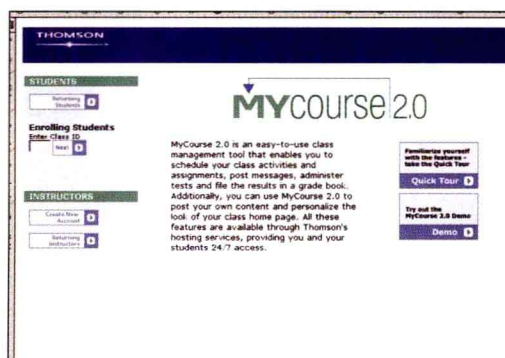 THOMSON
STUDENTS
Returning
Students
Enrolling Students
Enter Class ID
Next
INSTRUCTORS
Create New
Account
Returning
Instructors
MYcourse 2.0
MyCourse 2.0 is an easy-to-use class
management tool that enables you to
schedule your class activities and
assignments, post messages, administer
tests and file the results in a grade book.
Additionally, you can use MyCourse 2.0 to
post your own content and personalize the
look of your class home page. All these
features are available through Thomson's
hosting services, providing you and your
students 24/7 access.
Familiarize yourself
with the features -
take the Quick Tour
Quick Tour
Try out the
MyCourse 2.0 Demo
Demo